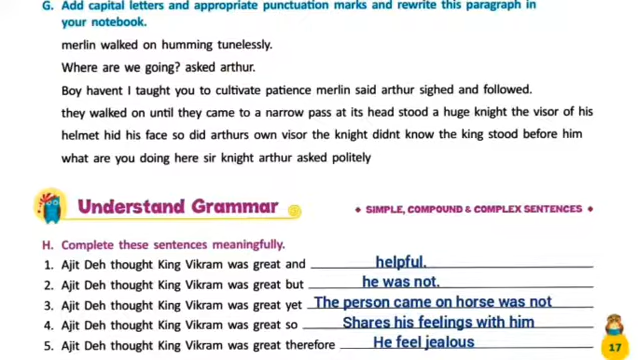 G. Add capital letters and appropriate punctuation marks and rewrite this paragraph in
your notebook.
merlin walked on humming tunelessly.
Where are we going? asked arthur.
Boy havent I taught you to cultivate patience merlin said arthur sighed and followed.
they walked on until they came to a narrow pass at its head stood a huge knight the visor of his
helmet hid his face so did arthurs own visor the knight didnt know the king stood before him
what are you doing here sir knight arthur asked politely
Understand Grammar
SIMPLE, COMPOUND & COMPLEX SENTENCES
H. Complete these sentences meaningfully.
1. Ajit Deh thought King Vikram was great and helpful.
2. Ajit Deh thought King Vikram was great but he was not.
3. Ajit Deh thought King Vikram was great yet The person came on horse was not
4. Ajit Deh thought King Vikram was great so Shares his feelings with him
5. Ajit Deh thought King Vikram was great therefore He feel jealous
17